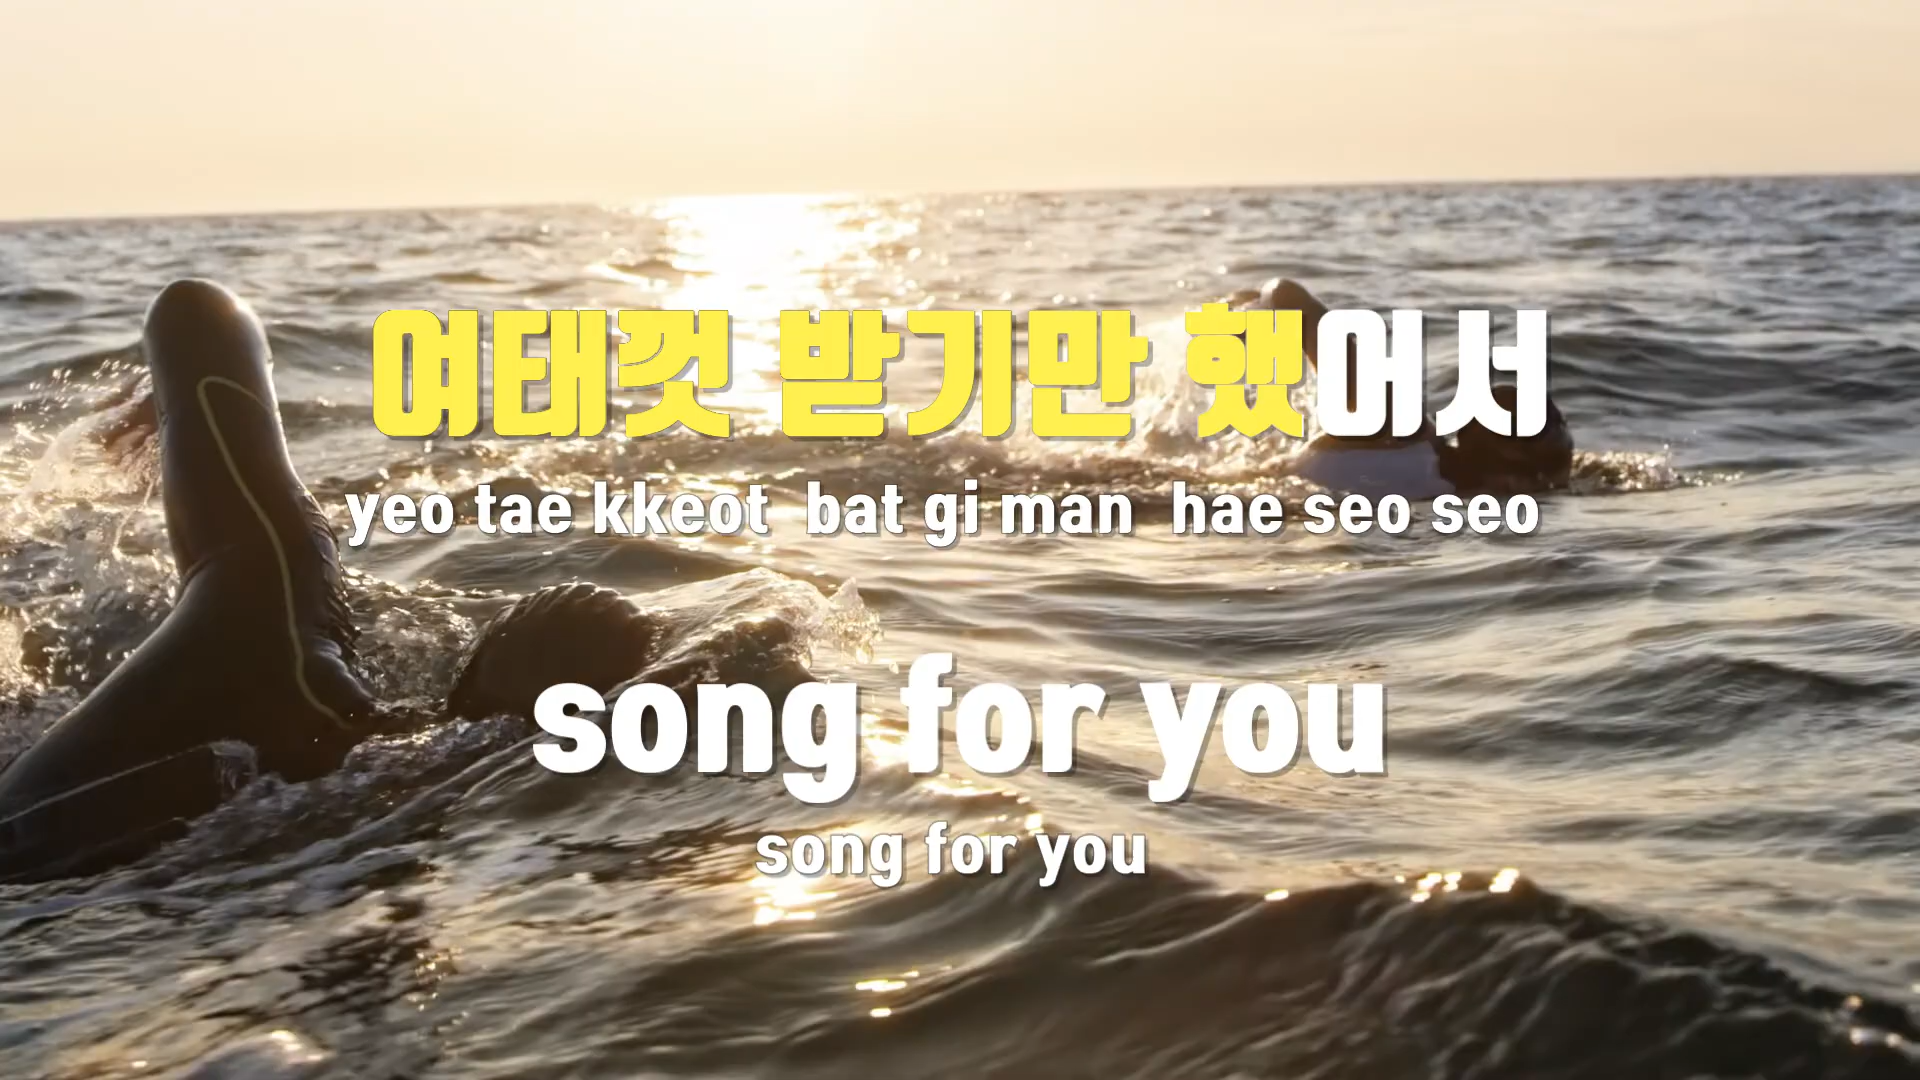 여태껏 받기만 했어서
yeo tae kkeot bat gi man hae seo seo
song for you
song for you